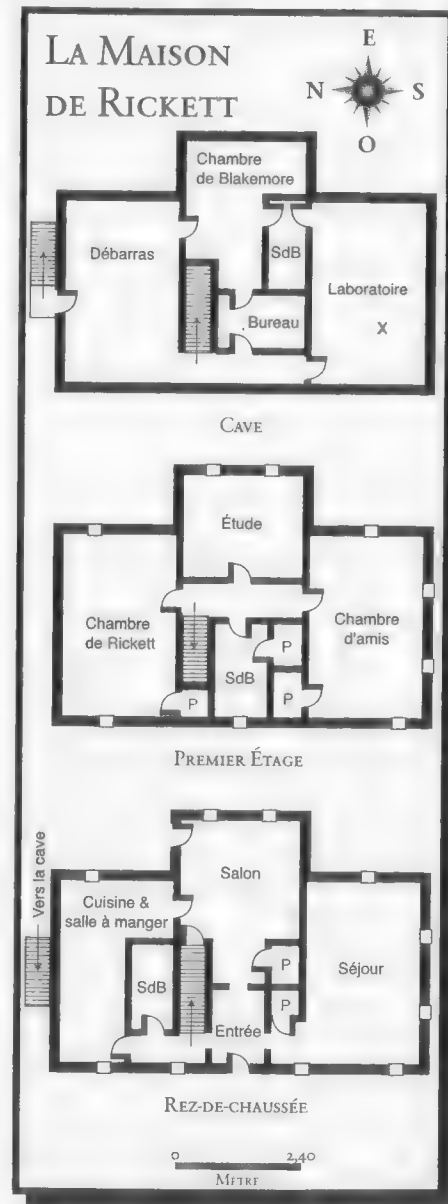 La Maison
de Rickett
E
N
S
O
Chambre
de Blakemore
Débarras
SdB
Laboratoire
Bureau
X
Cave
Étude
Chambre
de Rickett
Chambre
d'amis
P
SdB
P
P
Premier Étage
Vers la cave
Salon
Cuisine &
salle à manger
SdB
P
Séjour
P
Entrée
Rez-de-chaussée
0
2,40
Mètre